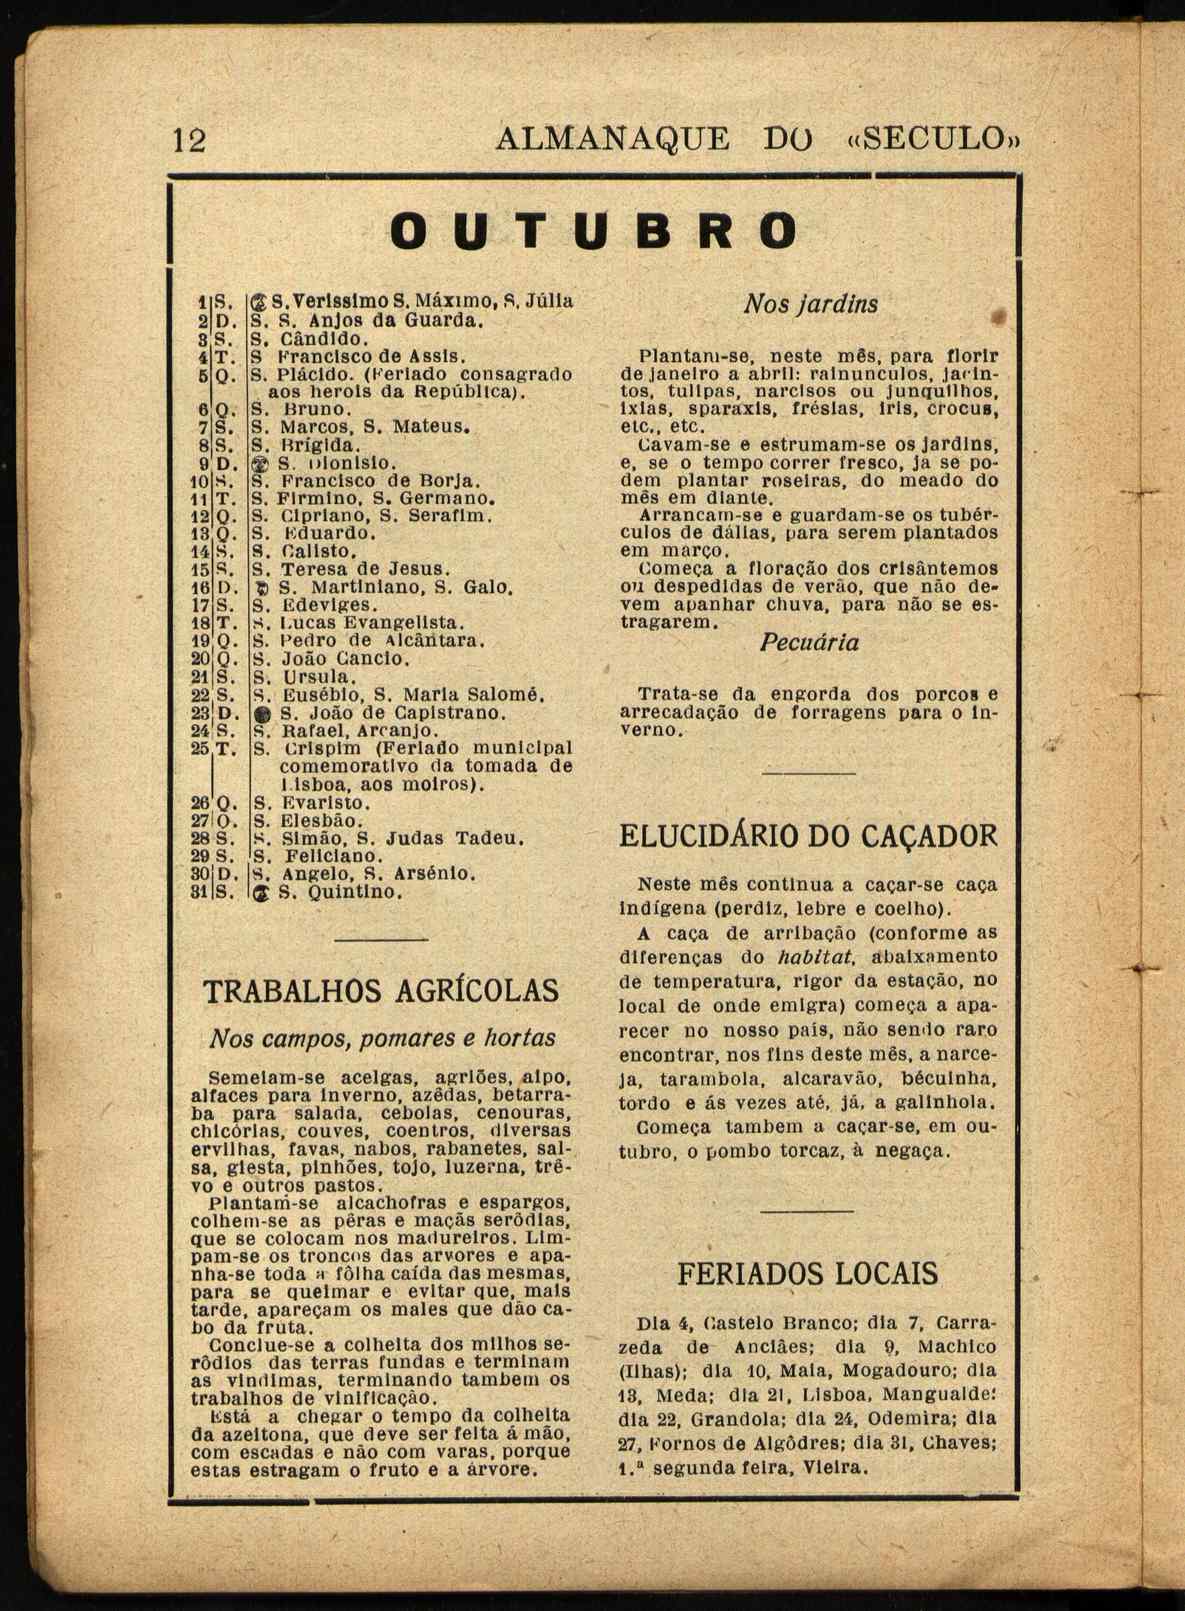 12 ALMANAQUE DO «SECULO»
OUTUBRO
1 S. S. Verissimo S. Máximo, S. Júlia
2 D. S. S. Anjos da Guarda.
3 S. S. Cândido.
4 T. S Francisco de Assis.
5 Q. S. Plácido. (Feriado consagrado
aos herois da República).
6 Q. S. Bruno.
7 S. S. Marcos, S. Mateus.
8 S. S. Brígida.
9 D. S. Dionisio.
10 S. S. Francisco de Borja.
11 T. S. Firmino, S. Germano.
12 Q. S. Cipriano, S. Serafim.
13 Q. S. Eduardo.
14 S. S. Calisto.
15 S. S. Teresa de Jesus.
16 D. S. Martiniano, S. Galo.
17 S. S. Edeviges.
18 T. S. Lucas Evangelista.
19 Q. S. Pedro de Alcântara.
20 Q. S. João Cancio.
21 S. S. Ursula.
22 S. S. Eusébio, S. Maria Salomé.
23 D. S. João de Capistrano.
24 S. S. Rafael, Arcanjo.
25 T. S. Crispim (Feriado municipal
comemorativo da tomada de
Lisboa, aos moiros).
26 Q. S. Evaristo.
27 Q. S. Elesbão.
28 S. S. Simão, S. Judas Tadeu.
29 S. S. Feliciano.
30 D. S. Angelo, S. Arsénio.
31 S. S. Quintino.
TRABALHOS AGRÍCOLAS
Nos campos, pomares e hortas
Semeiam-se acelgas, agriões, aipo,
alfaces para inverno, azêdas, betarra-
ba para salada, cebolas, cenouras,
chicórias, couves, coentros, diversas
ervilhas, favas, nabos, rabanetes, sal-
sa, giesta, pinhões, tojo, luzerna, trê-
vo e outros pastos.
Plantam-se alcachofras e espargos,
colhem-se as pêras e maçãs serôdias,
que se colocam nos madureiros. Lim-
pam-se os troncos das arvores e apa-
nha-se toda a fôlha caída das mesmas,
para se queimar e evitar que, mais
tarde, apareçam os males que dão ca-
bo da fruta.
Conclue-se a colheita dos milhos se-
rôdios das terras fundas e terminam
as vindimas, terminando tambem os
trabalhos de vinificação.
Está a chegar o tempo da colheita
da azeitona, que deve ser feita á mão,
com escadas e não com varas, porque
estas estragam o fruto e a árvore.
Nos jardins
Plantam-se, neste mês, para florir
de janeiro a abril: rainunculos, jacin-
tos, tulipas, narcisos ou junquilhos,
ixias, sparaxis, frésias, iris, crocus,
etc., etc.
Cavam-se e estrumam-se os jardins,
e, se o tempo correr fresco, ja se po-
dem plantar roseiras, do meado do
mês em diante.
Arrancam-se e guardam-se os tubér-
culos de dálias, para serem plantados
em março.
Começa a floração dos crisântemos
ou despedidas de verão, que não de-
vem apanhar chuva, para não se es-
tragarem.
Pecuária
Trata-se da engorda dos porcos e
arrecadação de forragens para o in-
verno.
ELUCIDÁRIO DO CAÇADOR
Neste mês continua a caçar-se caça
indígena (perdiz, lebre e coelho).
A caça de arribação (conforme as
diferenças do habitat, abaixamento
de temperatura, rigor da estação, no
local de onde emigra) começa a apa-
recer no nosso país, não sendo raro
encontrar, nos fins deste mês, a narce-
ja, tarambola, alcaravão, bécuinha,
tordo e ás vezes até, já, a galinhola.
Começa tambem a caçar-se, em ou-
tubro, o pombo torcaz, à negaça.
FERIADOS LOCAIS
Dia 4, Castelo Branco; dia 7, Carra-
zeda de Anciães; dia 9, Machico
(Ilhas); dia 10, Maia, Mogadouro; dia
13, Meda; dia 21, Lisboa, Mangualde;
dia 22, Grandola; dia 24, Odemira; dia
27, Fornos de Algôdres; dia 31, Chaves;
1.ª segunda feira, Vieira.